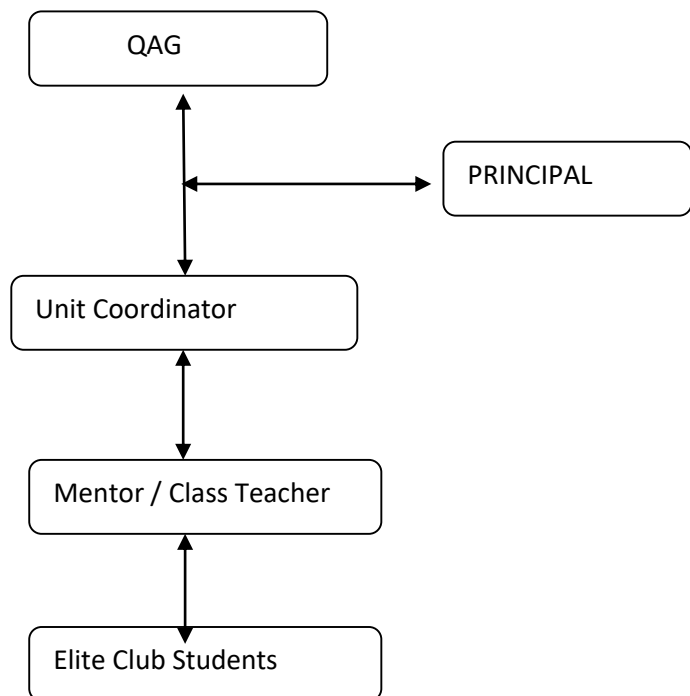 QAG
PRINCIPAL
Unit Coordinator
Mentor / Class Teacher
Elite Club Students